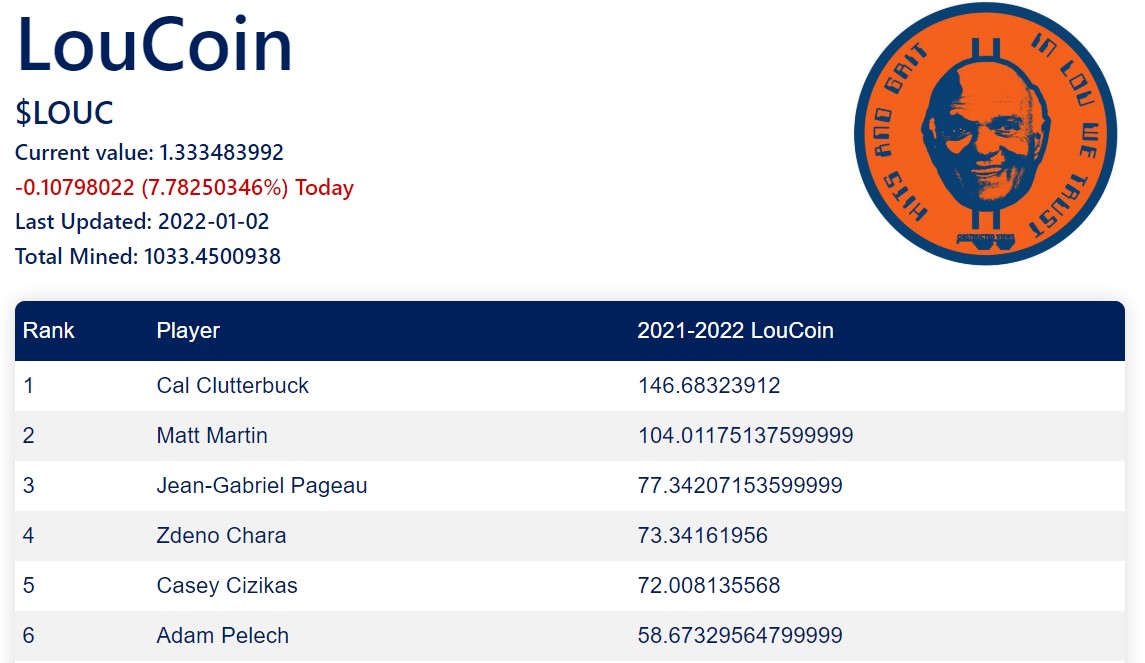 LouCoin
$LOUC
Current value: 1.333483992
-0.10798022 (7.78250346%) Today
Last Updated: 2022-01-02
Total Mined: 1033.4500938
HITS AND GRIT
IN LOU WE TRUST
Rank Player 2021-2022 LouCoin
1 Cal Clutterbuck 146.68323912
2 Matt Martin 104.01175137599999
3 Jean-Gabriel Pageau 77.34207153599999
4 Zdeno Chara 73.34161956
5 Casey Cizikas 72.008135568
6 Adam Pelech 58.67329564799999